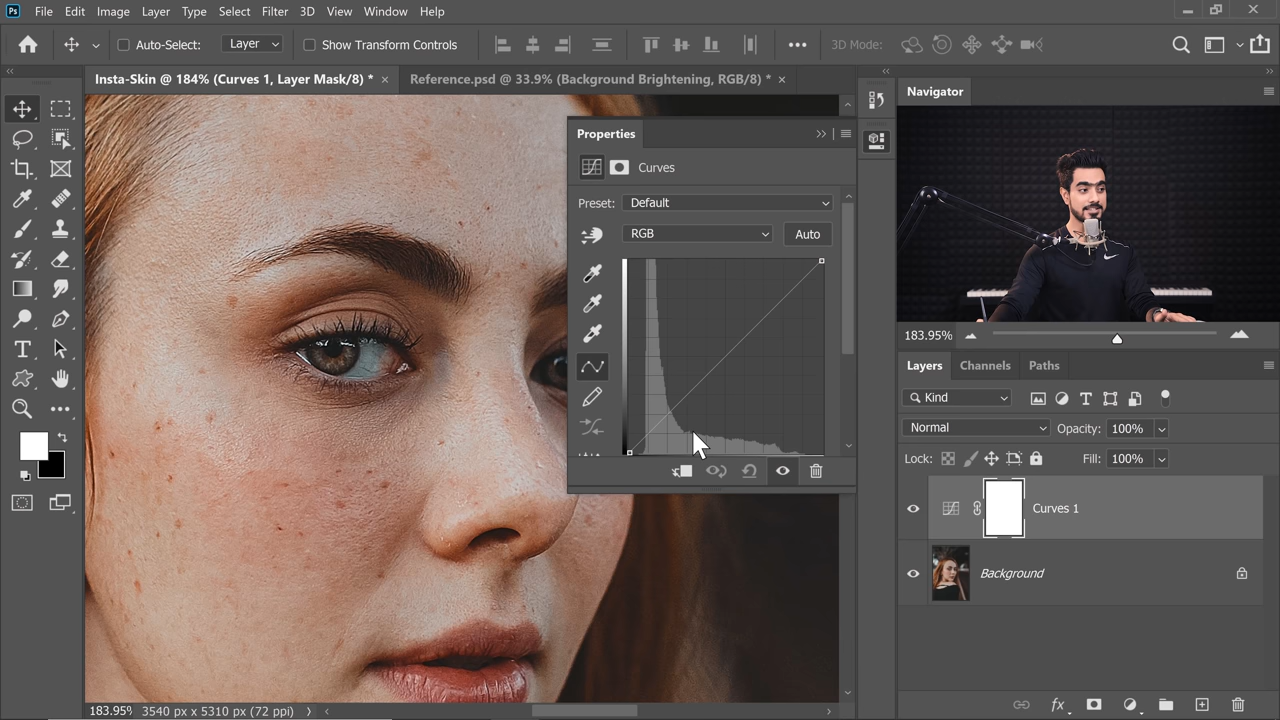 Ps File Edit Image Layer Type Select Filter 3D View Window Help
Auto-Select: Layer Show Transform Controls 3D Mode:
Insta-Skin @ 184% (Curves 1, Layer Mask/8) * Reference.psd @ 33.9% (Background Brightening, RGB/8) *
Navigator
Properties
Curves
Preset: Default
RGB Auto
183.95%
Layers Channels Paths
Kind
Normal Opacity: 100%
Lock: Fill: 100%
Curves 1
Background
fx
183.95% 3540 px x 5310 px (72 ppi)